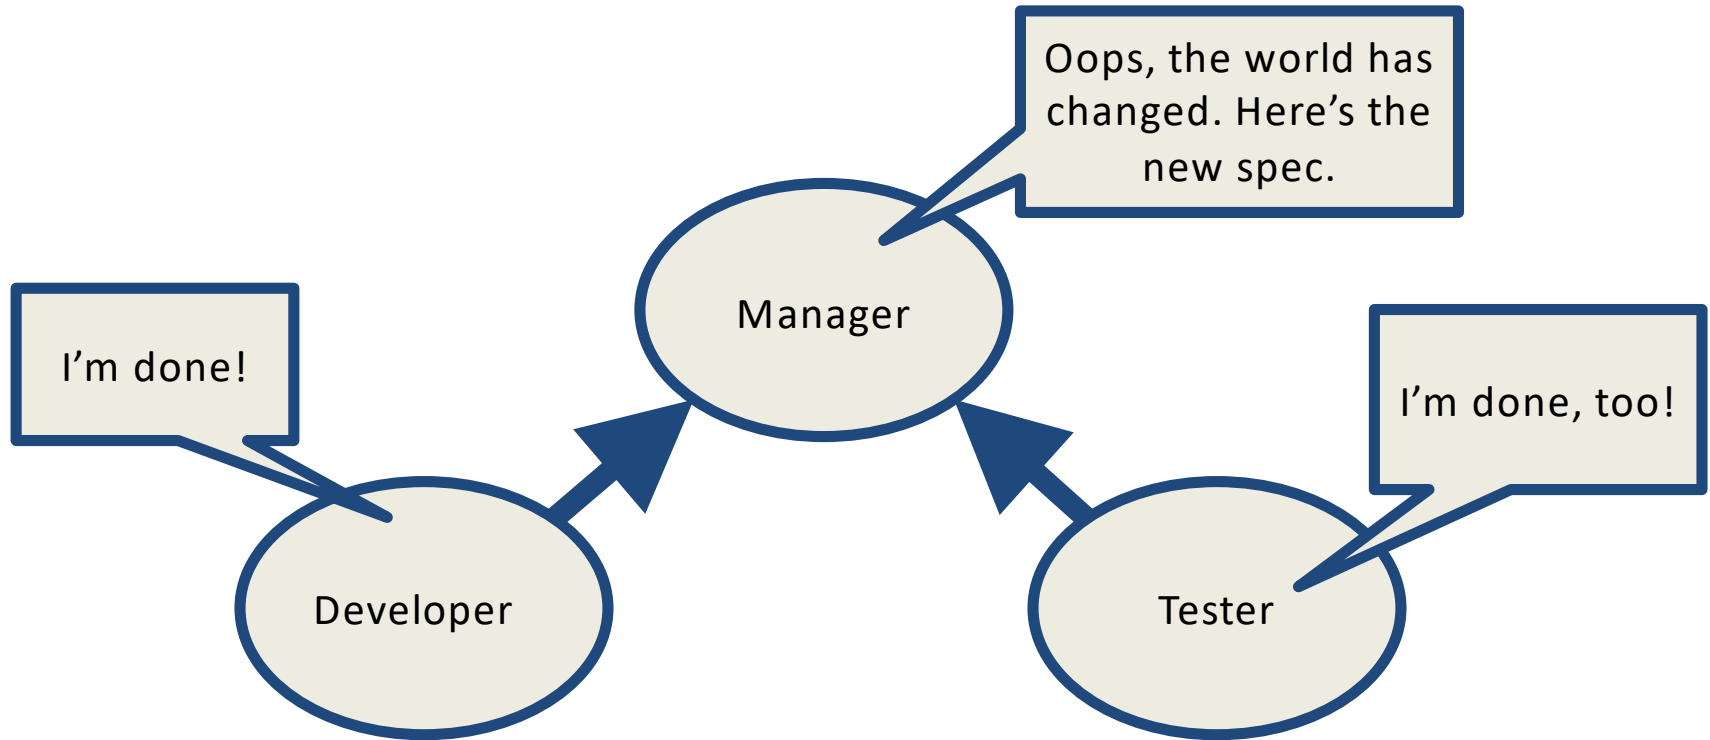 Oops, the world has
changed. Here’s the
new spec.
Manager
I’m done!
I’m done, too!
Developer
Tester